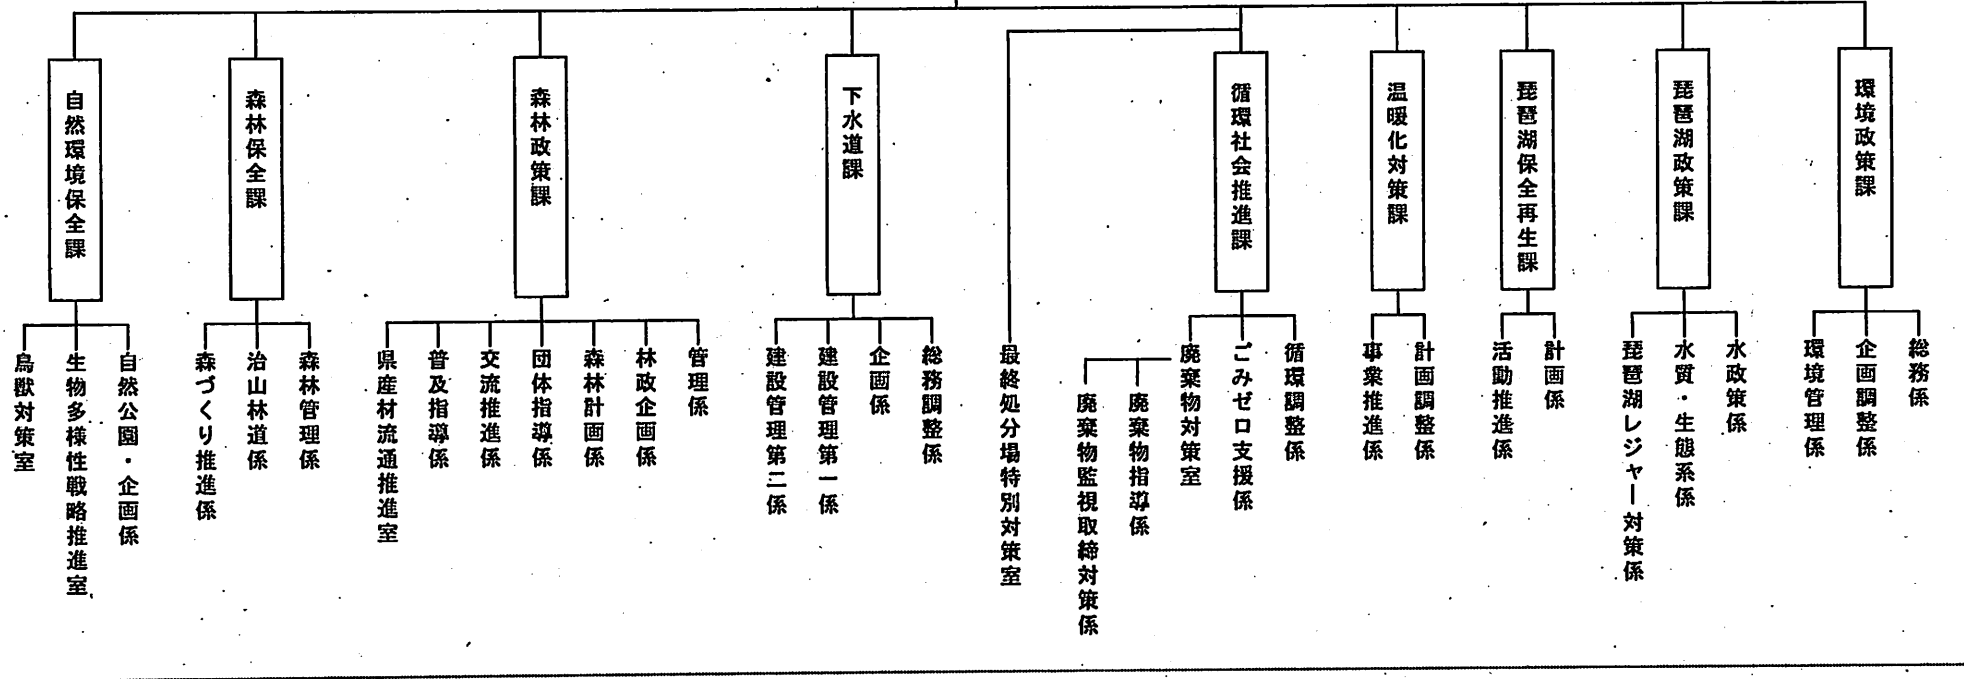 環境政策課
総務係
企画調整係
環境管理係
琵琶湖政策課
水政策係
水質・生態系係
琵琶湖レジャー対策係
琵琶湖保全再生課
計画係
活動推進係
温暖化対策課
計画調整係
事業推進係
循環社会推進課
循環調整係
ごみゼロ支援係
廃棄物対策室
廃棄物指導係
廃棄物監視取締対策係
最終処分場特別対策室
下水道課
総務調整係
企画係
建設管理第一係
建設管理第二係
森林政策課
管理係
林政企画係
森林計画係
団体指導係
交流推進係
普及指導係
県産材流通推進室
森林保全課
森林管理係
治山林道係
森づくり推進係
自然環境保全課
自然公園・企画係
生物多様性戦略推進室
鳥獣対策室